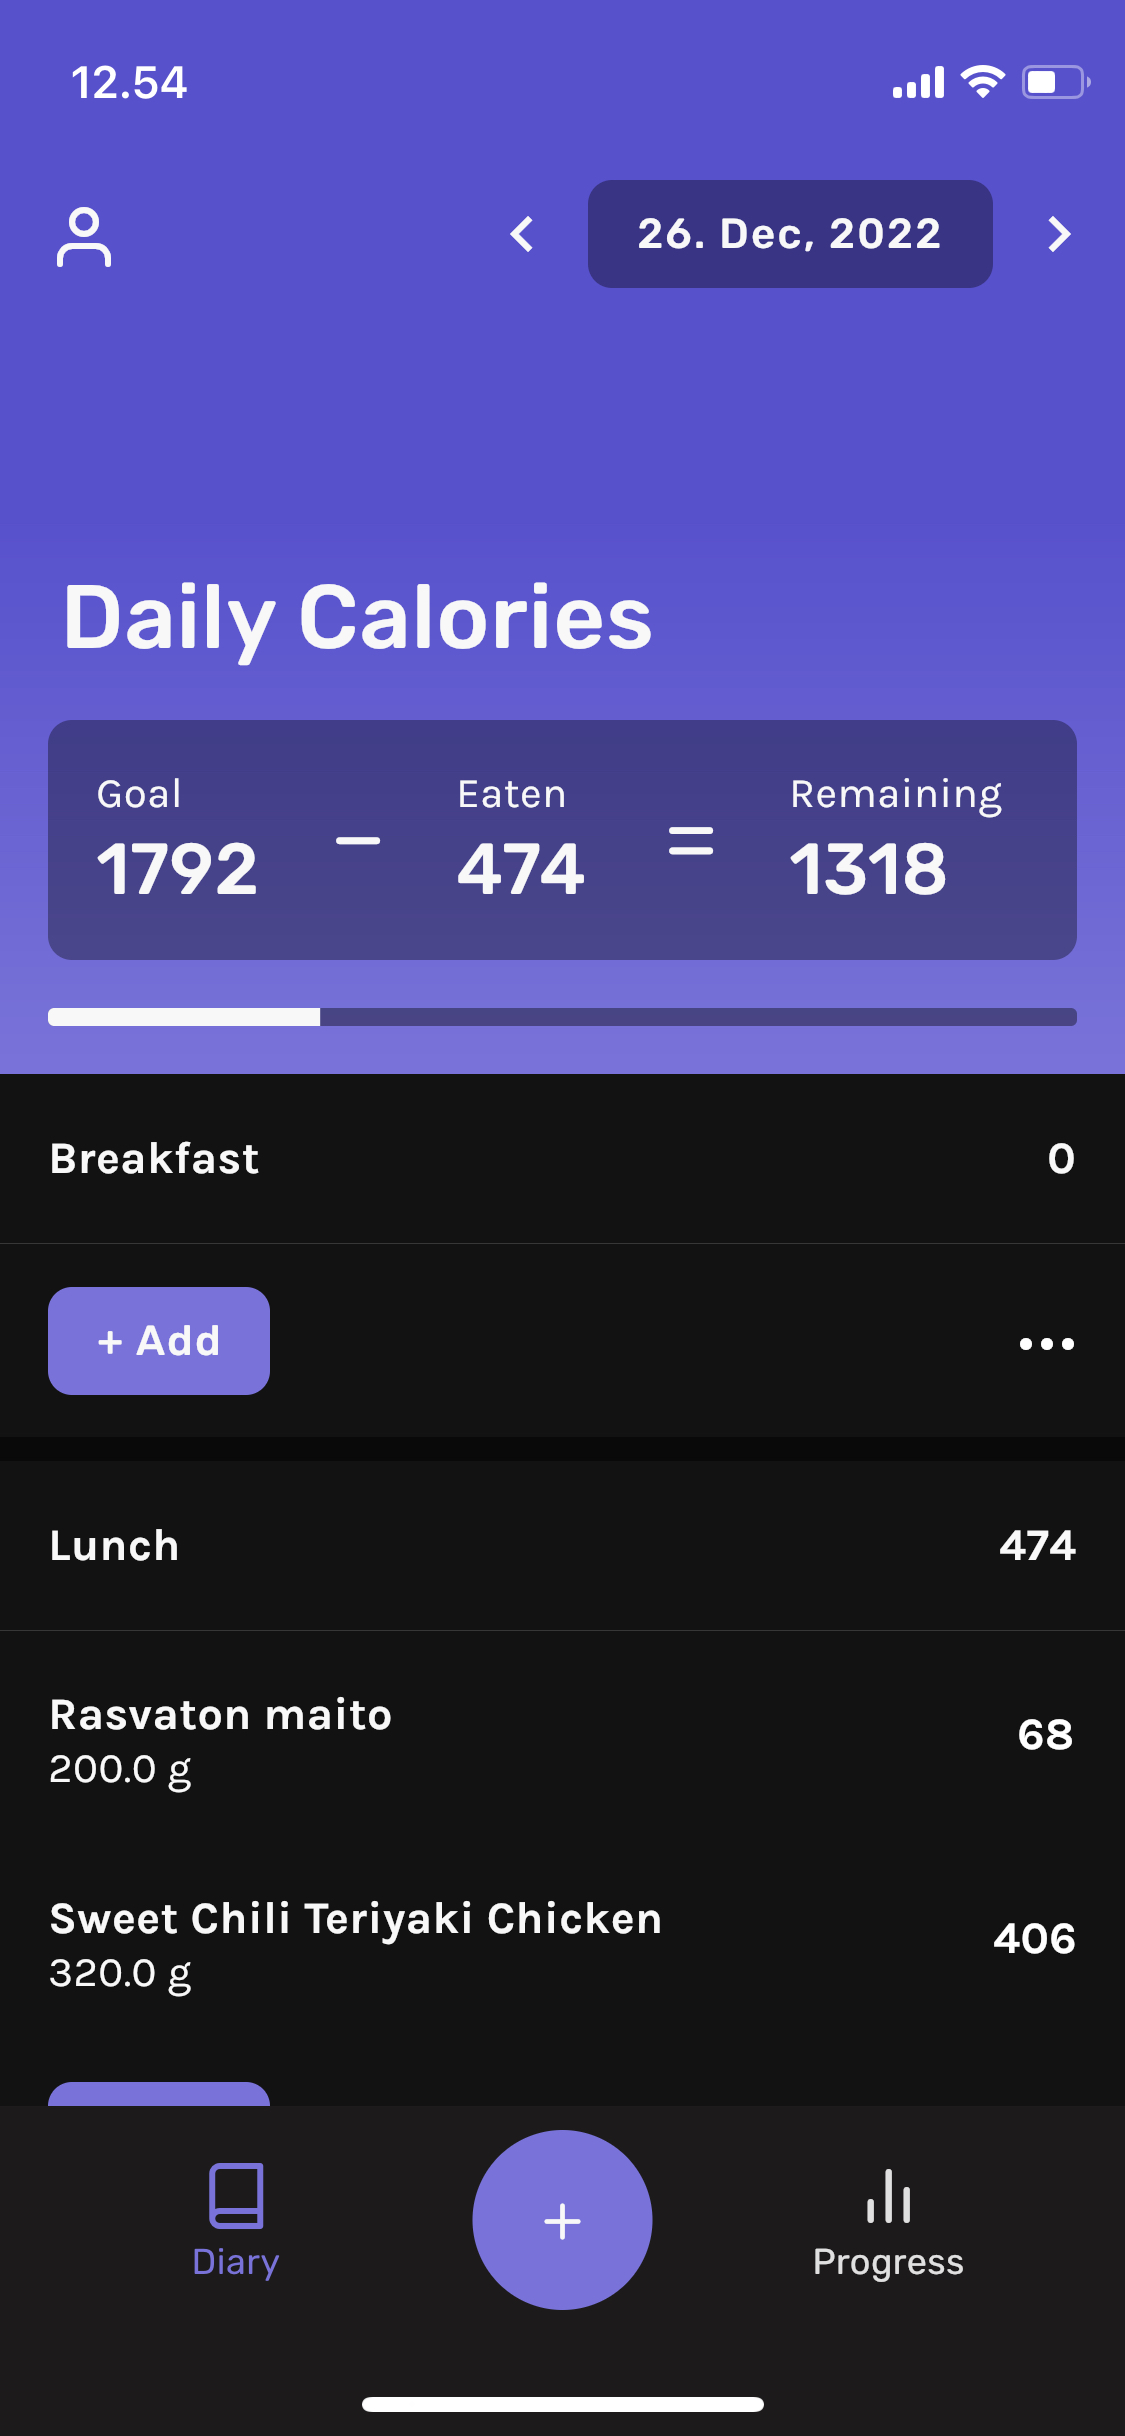 12.54
26. Dec, 2022
Daily Calories
Goal Eaten Remaining
1792 – 474 = 1318
Breakfast 0
+ Add
Lunch 474
Rasvaton maito 68
200.0 g
Sweet Chili Teriyaki Chicken 406
320.0 g
+
Diary Progress